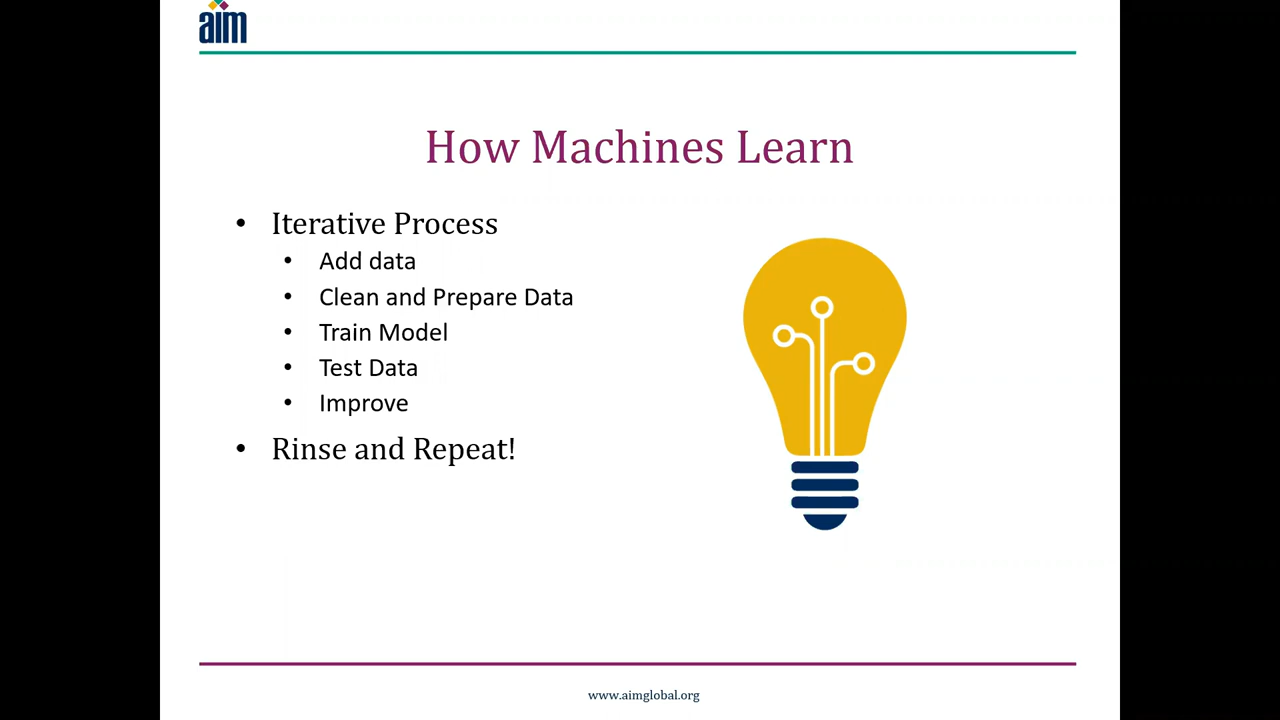 aim
How Machines Learn
• Iterative Process
• Add data
• Clean and Prepare Data
• Train Model
• Test Data
• Improve
• Rinse and Repeat!
www.aimglobal.org